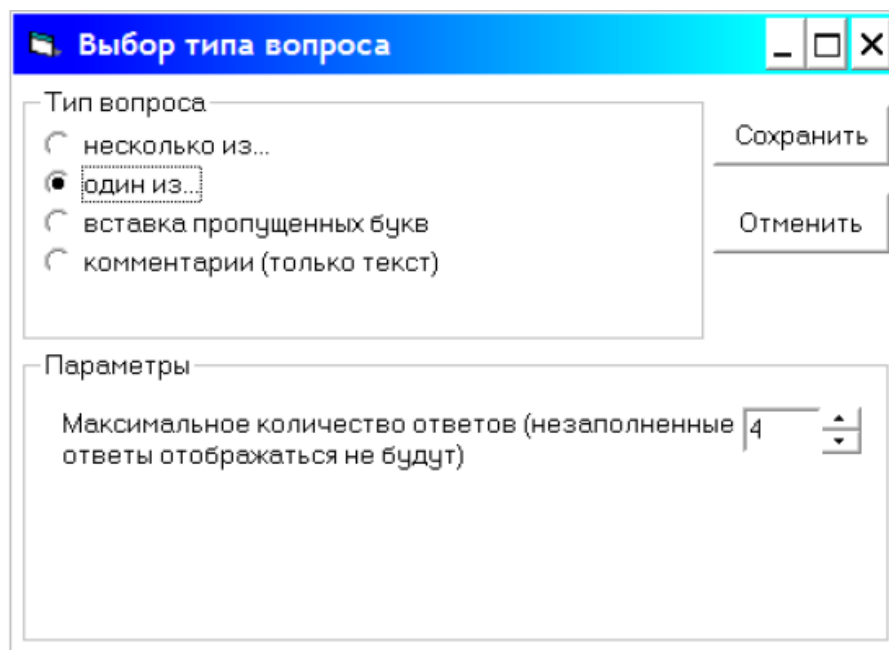 Выбор типа вопроса
Тип вопроса
несколько из...
один из...
вставка пропущенных букв
комментарии (только текст)
Сохранить
Отменить
Параметры
Максимальное количество ответов (незаполненные
ответы отображаться не будут)
4